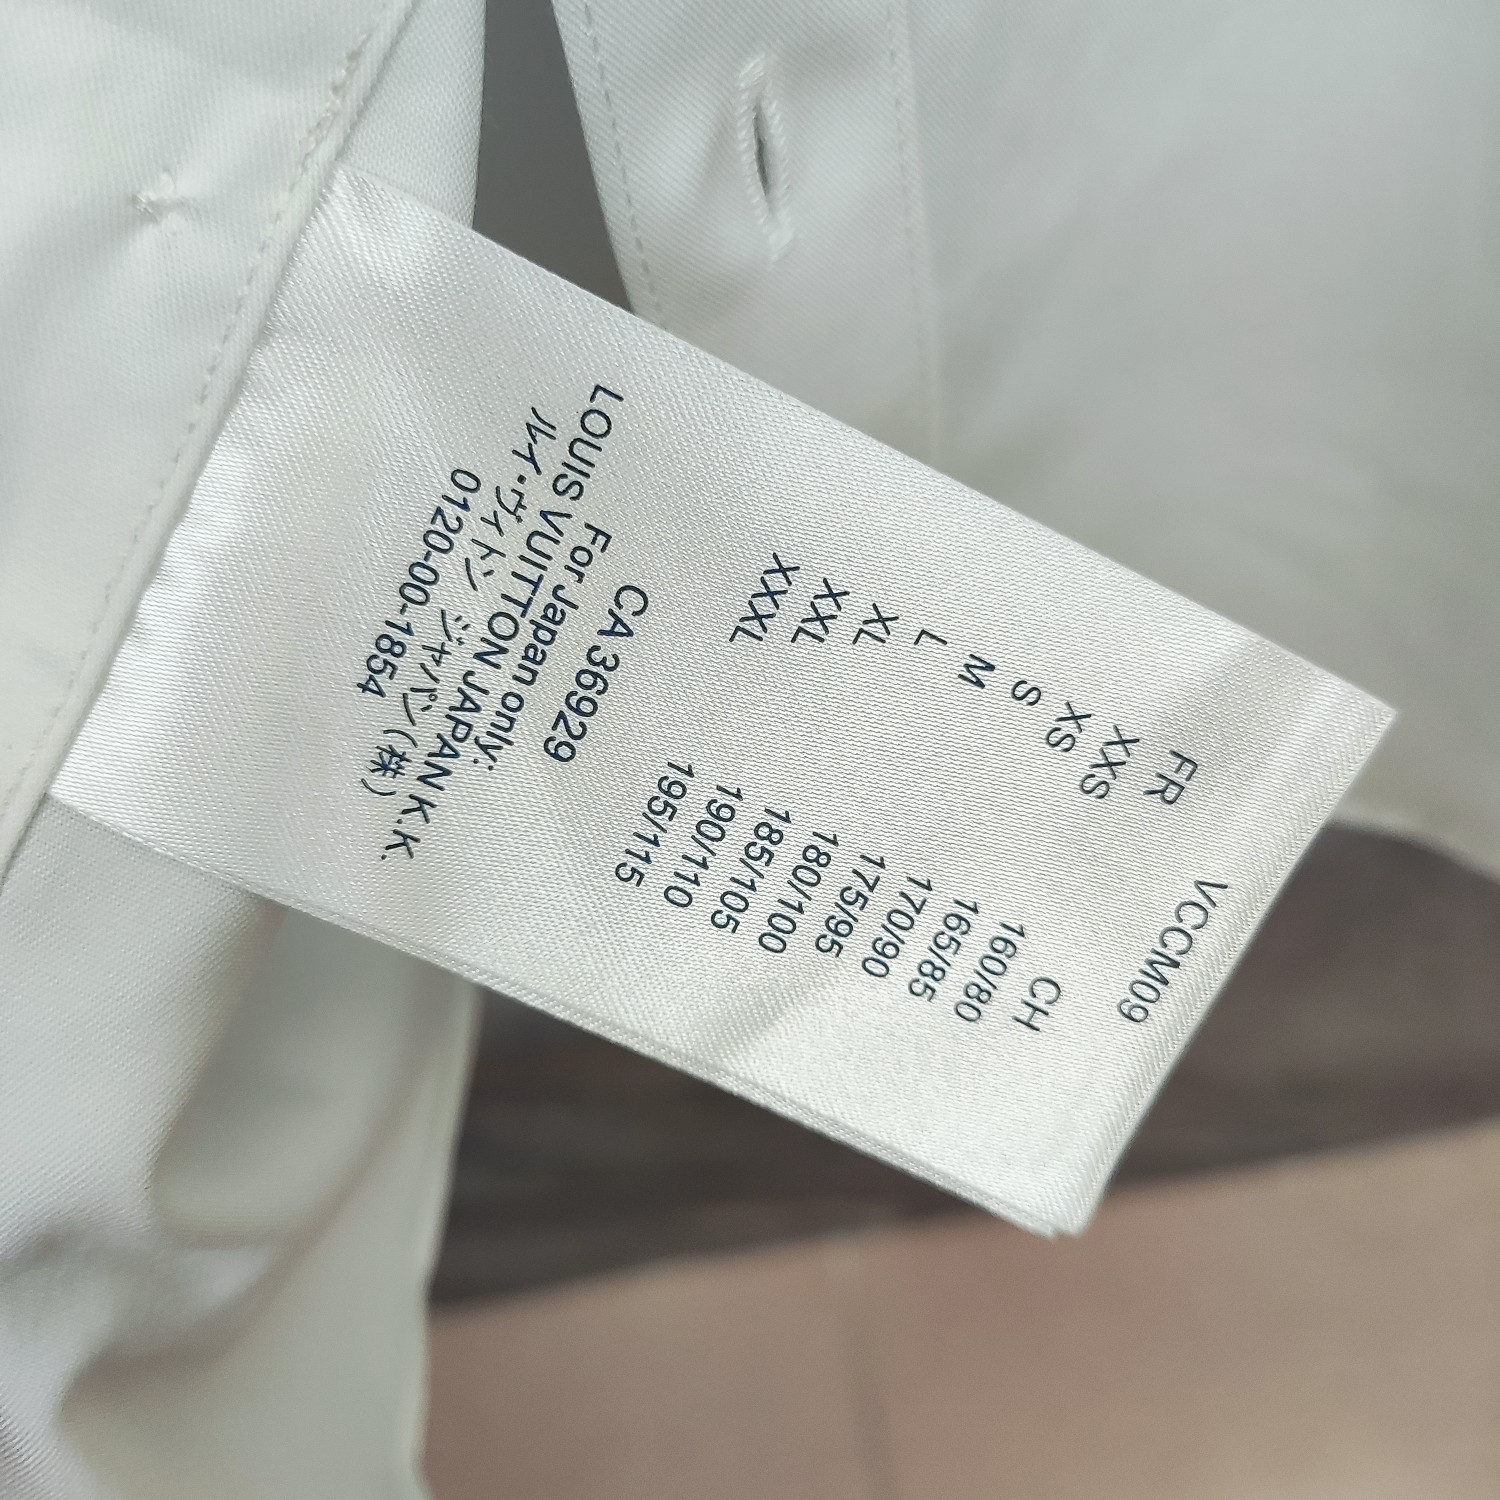 VCCM09
FR CH
XXS 160/80
XS 165/85
S 170/90
M 175/95
L 180/100
XL 185/105
XXL 190/110
XXXL 195/115
CA 36929
For Japan only:
LOUIS VUITTON JAPAN K.K.
ルイ・ヴィトン ジャパン(株)
0120-00-1854